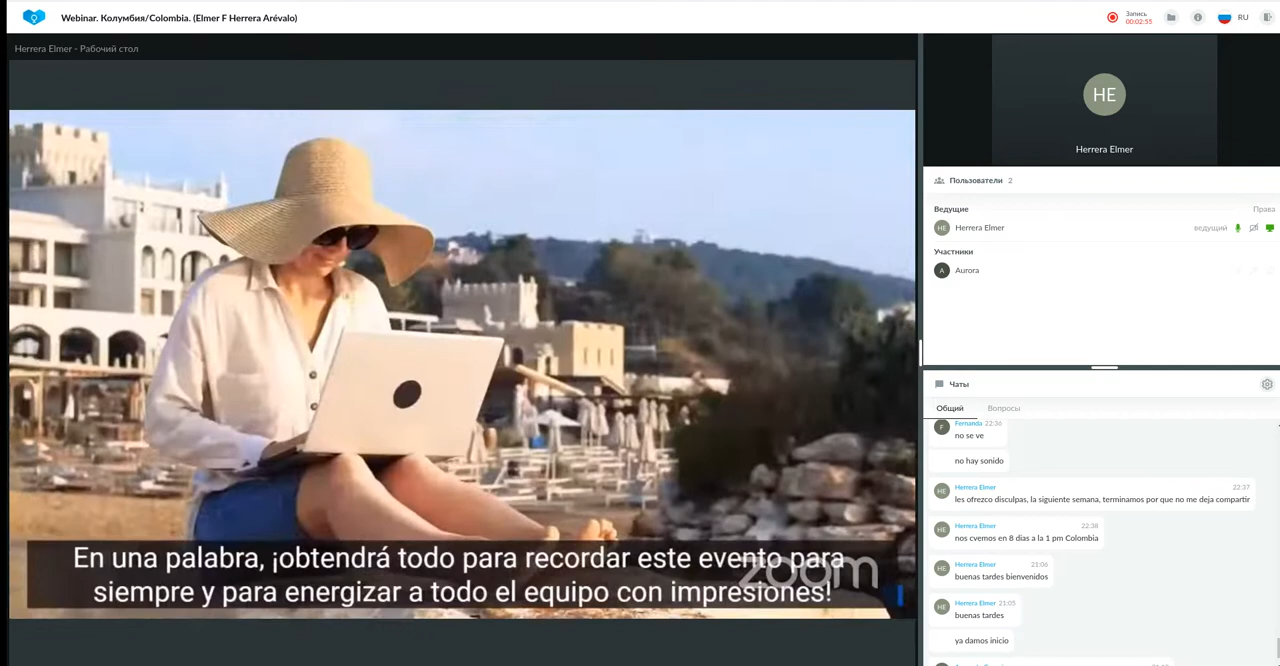 Webinar. Колумбия/Colombia. (Elmer F Herrera Arévalo)
Запись
00:02:55
RU
Herrera Elmer - Рабочий стол
HE
Herrera Elmer
Пользователи 2
Ведущие Права
HE Herrera Elmer ведущий
Участники
A Aurora
Чаты
Общий Вопросы
F Fernanda 22:36
no se ve
no hay sonido
HE Herrera Elmer 22:37
les ofrezco disculpas, la siguiente semana, terminamos por que no me deja compartir
HE Herrera Elmer 22:38
nos cvemos en 8 dias a la 1 pm Colombia
HE Herrera Elmer 21:06
buenas tardes bienvenidos
HE Herrera Elmer 21:05
buenas tardes
ya damos inicio
En una palabra, ¡obtendrá todo para recordar este evento para
siempre y para energizar a todo el equipo con impresiones!
zoom